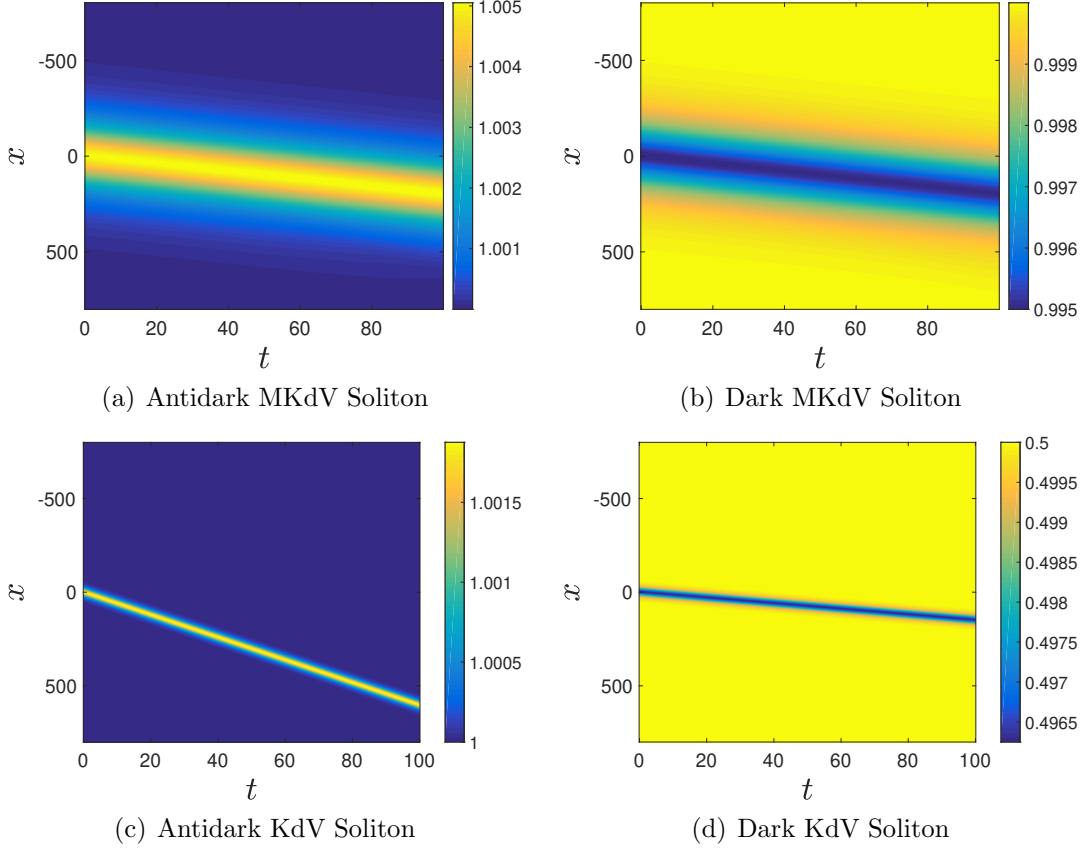 1.005
-500
1.004
1.003
x
0
1.002
500
1.001
0 20 40 60 80
t
(a) Antidark MKdV Soliton
-500
0.999
0.998
x
0
0.997
500
0.996
0.995
0 20 40 60 80
t
(b) Dark MKdV Soliton
-500
1.0015
x
0
1.001
1.0005
500
1
0 20 40 60 80 100
t
(c) Antidark KdV Soliton
0.5
-500
0.4995
0.499
x
0
0.4985
0.498
0.4975
500
0.497
0.4965
0 20 40 60 80 100
t
(d) Dark KdV Soliton